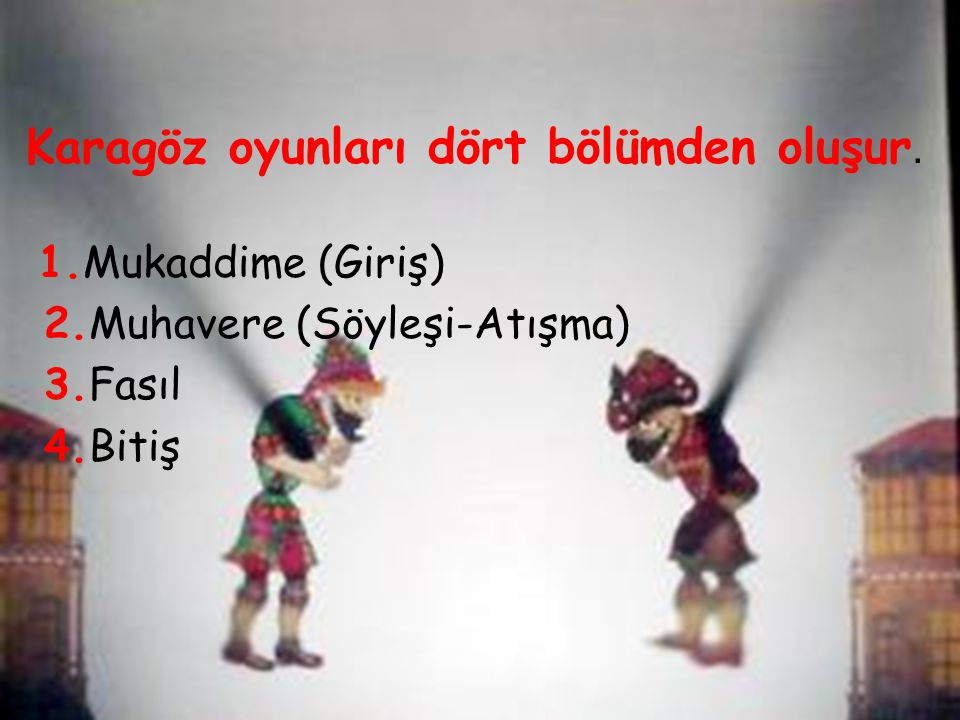 Karagöz oyunları dört bölümden oluşur.
1.Mukaddime (Giriş)
2.Muhavere (Söyleşi-Atışma)
3.Fasıl
4.Bitiş